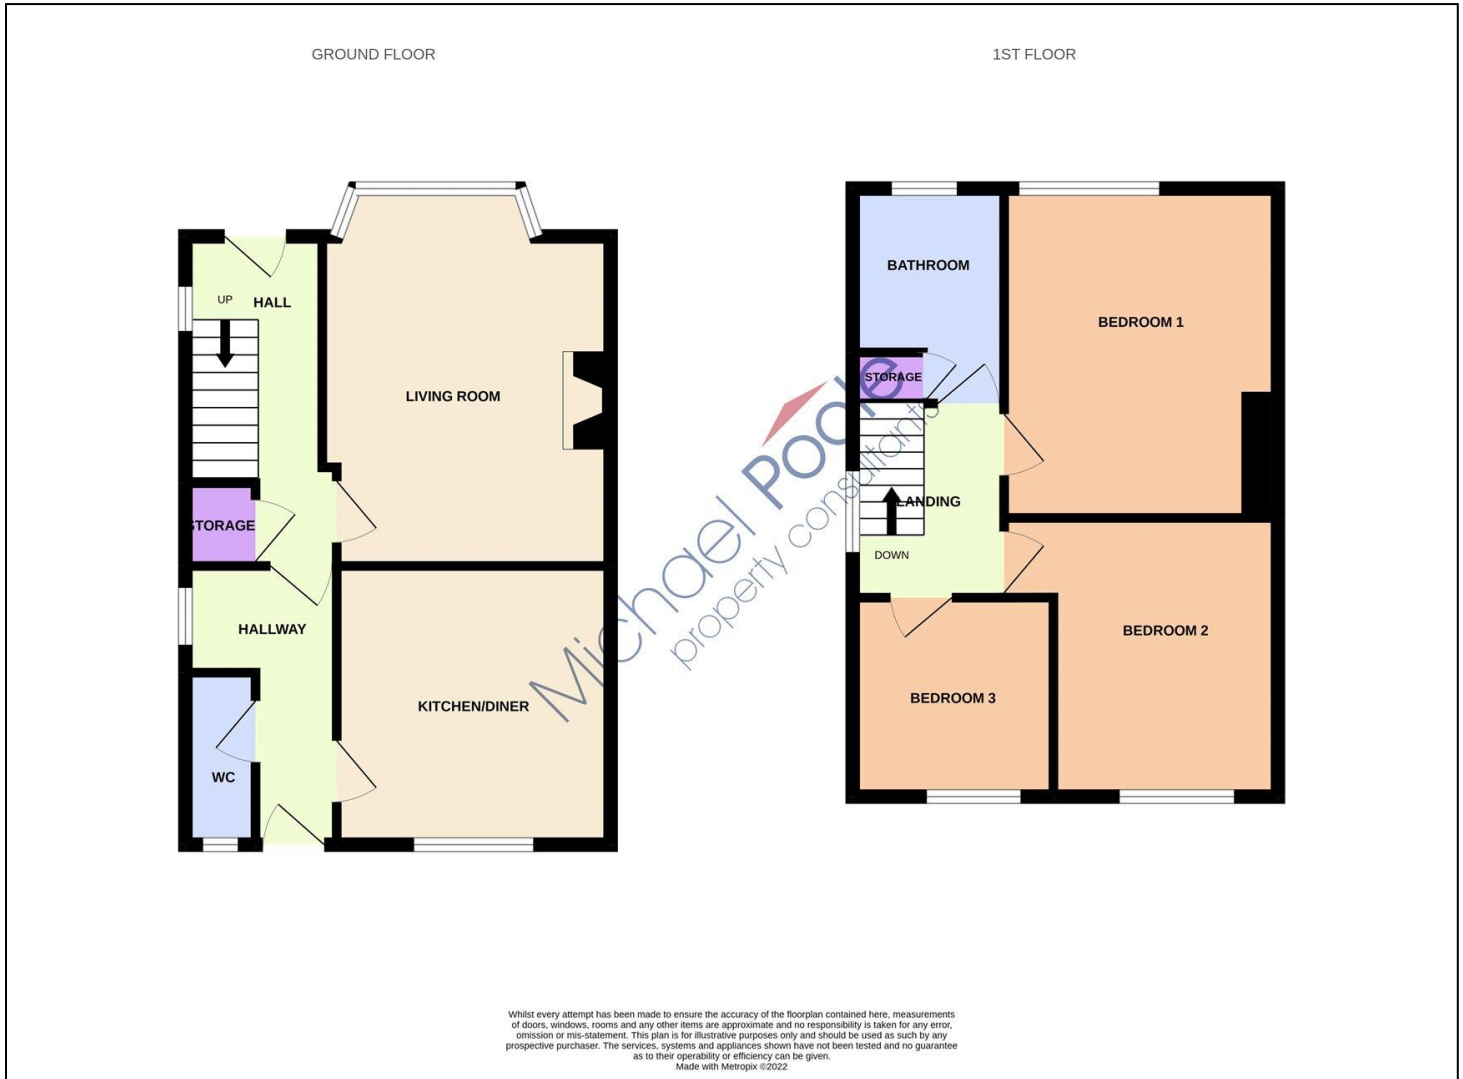 GROUND FLOOR
1ST FLOOR
UP
HALL
LIVING ROOM
STORAGE
HALLWAY
KITCHEN/DINER
WC
BATHROOM
BEDROOM 1
STORAGE
LANDING
DOWN
BEDROOM 2
BEDROOM 3
Michael Poole
property consultants
Whilst every attempt has been made to ensure the accuracy of the floorplan contained here, measurements
of doors, windows, rooms and any other items are approximate and no responsibility is taken for any error,
omission or mis-statement. This plan is for illustrative purposes only and should be used as such by any
prospective purchaser. The services, systems and appliances shown have not been tested and no guarantee
as to their operability or efficiency can be given.
Made with Metropix ©2022